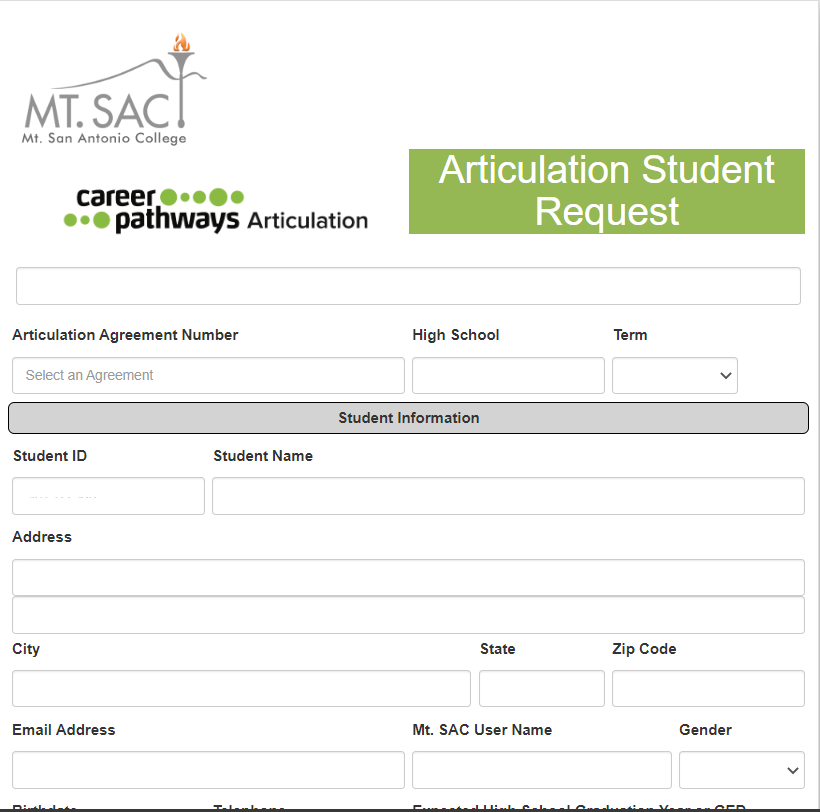 MT. SAC
Mt. San Antonio College
career
pathways Articulation
Articulation Student
Request
Articulation Agreement Number High School Term
Select an Agreement
Student Information
Student ID Student Name
Address
City State Zip Code
Email Address Mt. SAC User Name Gender
Birthdate Telephone Expected High School Graduation Year or GED